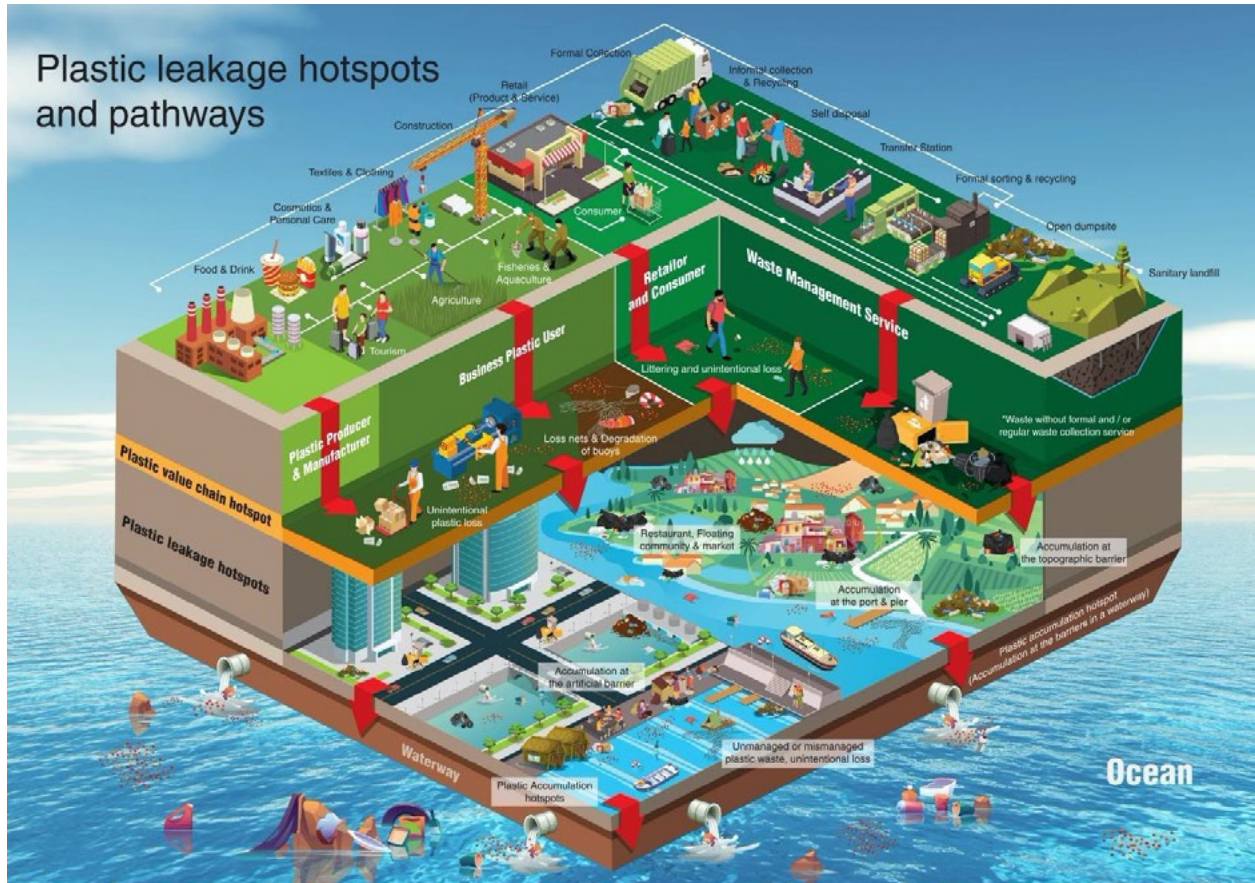 Plastic leakage hotspots
and pathways
Formal Collection
Informal collection
& Recycling
Retail
(Product & Service)
Self disposal
Construction
Transfer Station
Textiles & Clothing
Formal sorting & recycling
Cosmetics &
Personal Care
Consumer
Open dumpsite
Food & Drink
Fisheries &
Aquaculture
Sanitary landfill
Agriculture
Tourism
Plastic Producer
& Manufacturer
Business Plastic User
Retailor
and Consumer
Waste Management Service
Littering and unintentional loss
*Waste without formal and / or
regular waste collection service
Loss nets & Degradation
of buoys
Unintentional
plastic loss
Plastic value chain hotspot
Plastic leakage hotspots
Restaurant, Floating
community & market
Accumulation at
the topographic barrier
Accumulation
at the port & pier
Plastic accumulation hotspot
(Accumulation at the barriers in a waterway)
Accumulation at
the artificial barrier
Unmanaged or mismanaged
plastic waste, unintentional loss
Waterway
Plastic Accumulation
hotspots
Ocean